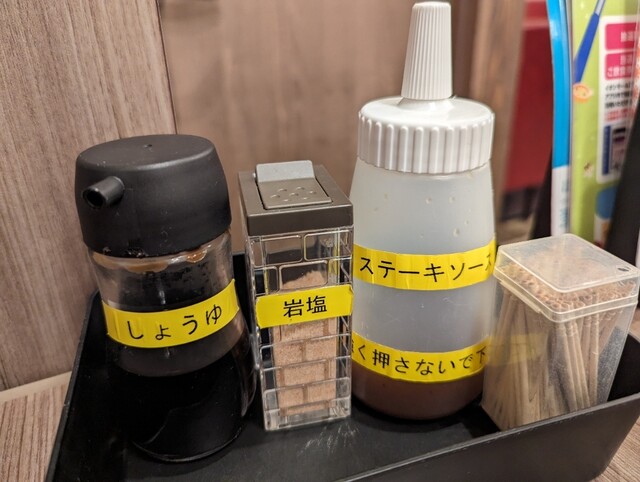 しょうゆ
岩塩
ステーキソース
く押さないで下